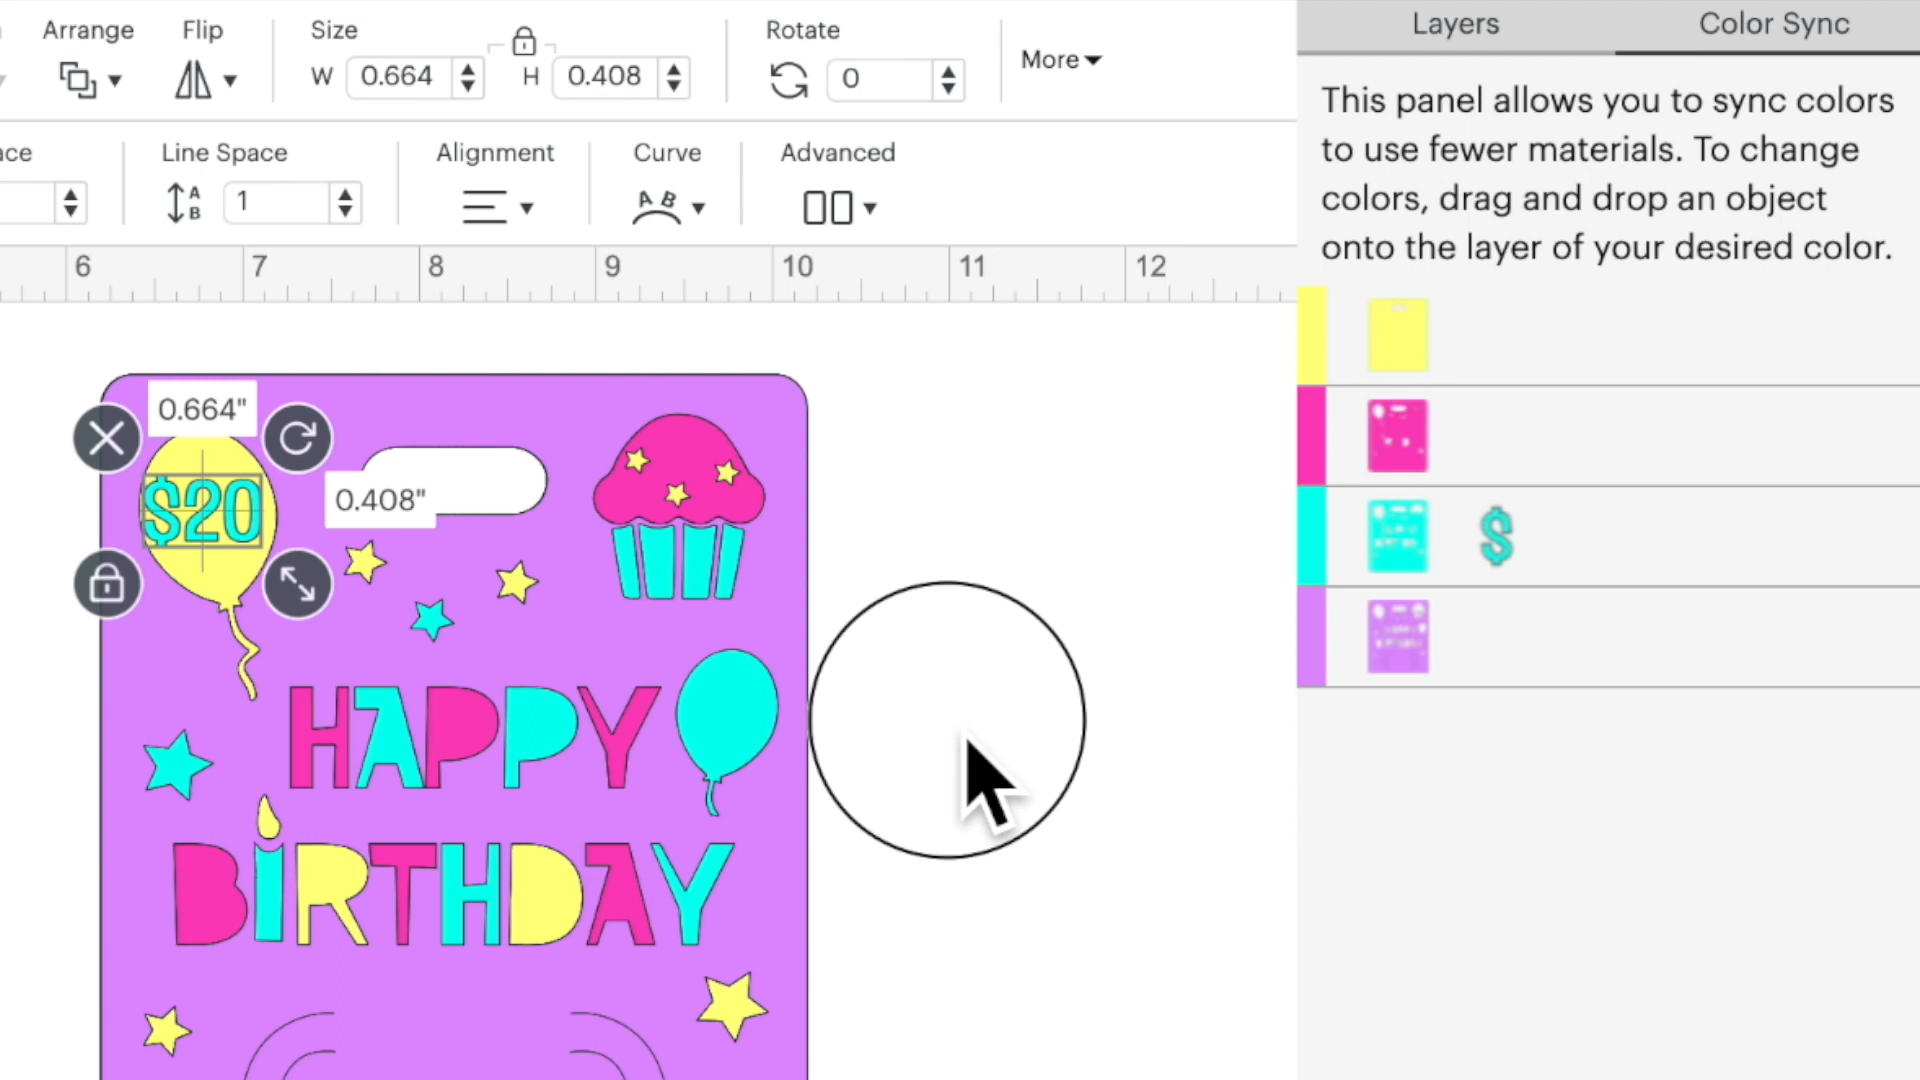 Arrange
Flip
Size
W 0.664
H 0.408
Rotate
0
More
Layers
Color Sync
This panel allows you to sync colors
to use fewer materials. To change
colors, drag and drop an object
onto the layer of your desired color.
ace
Line Space
A
B
1
Alignment
Curve
A B
Advanced
6 7 8 9 10 11 12
0.664"
$20
0.408"
$
HAPPY
BIRTHDAY